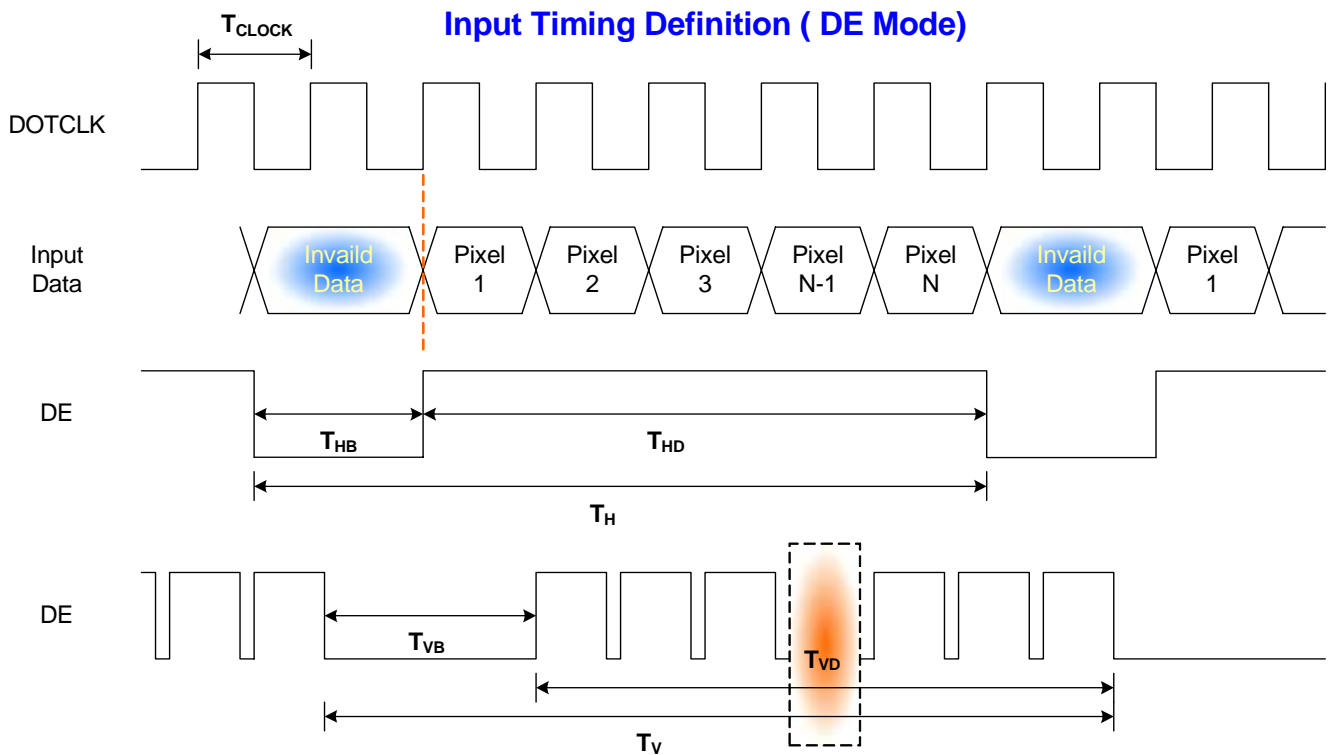 Input Timing Definition ( DE Mode)
TCLOCK
DOTCLK
Input
Data
Invaild
Data
Pixel
1
Pixel
2
Pixel
3
Pixel
N-1
Pixel
N
Invaild
Data
Pixel
1
DE
THB
THD
TH
DE
TVB
TVD
TV